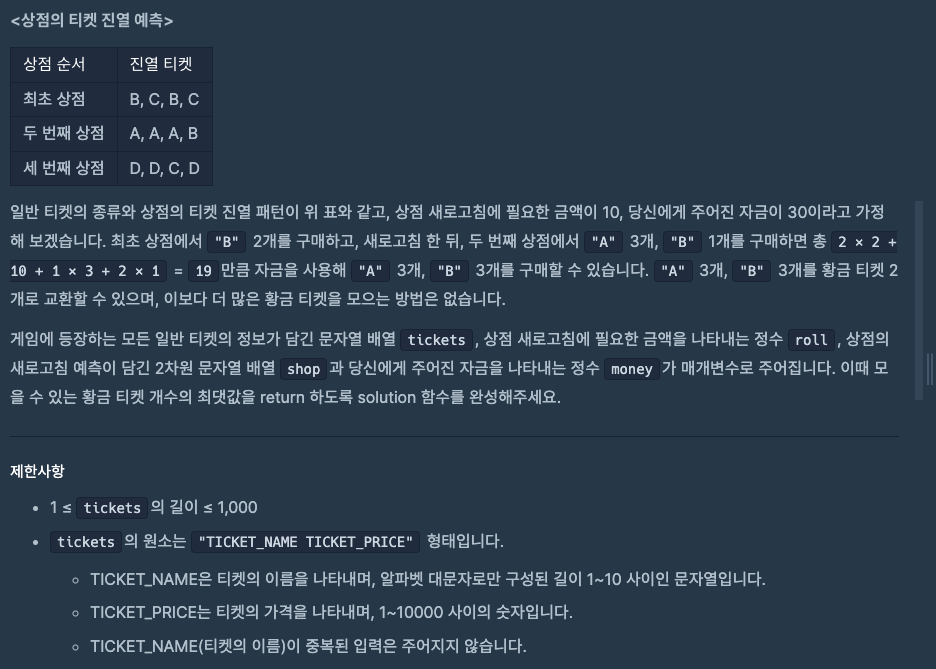 <상점의 티켓 진열 예측>
상점 순서 진열 티켓
최초 상점 B, C, B, C
두 번째 상점 A, A, A, B
세 번째 상점 D, D, C, D
일반 티켓의 종류와 상점의 티켓 진열 패턴이 위 표와 같고, 상점 새로고침에 필요한 금액이 10, 당신에게 주어진 자금이 30이라고 가정
해 보겠습니다. 최초 상점에서 "B" 2개를 구매하고, 새로고침 한 뒤, 두 번째 상점에서 "A" 3개, "B" 1개를 구매하면 총 2 × 2 +
10 + 1 × 3 + 2 × 1 = 19 만큼 자금을 사용해 "A" 3개, "B" 3개를 구매할 수 있습니다. "A" 3개, "B" 3개를 황금 티켓 2
개로 교환할 수 있으며, 이보다 더 많은 황금 티켓을 모으는 방법은 없습니다.
게임에 등장하는 모든 일반 티켓의 정보가 담긴 문자열 배열 tickets, 상점 새로고침에 필요한 금액을 나타내는 정수 roll, 상점의
새로고침 예측이 담긴 2차원 문자열 배열 shop과 당신에게 주어진 자금을 나타내는 정수 money가 매개변수로 주어집니다. 이때 모
을 수 있는 황금 티켓 개수의 최댓값을 return 하도록 solution 함수를 완성해주세요.
제한사항
• 1 ≤ tickets의 길이 ≤ 1,000
• tickets의 원소는 "TICKET_NAME TICKET_PRICE" 형태입니다.
◦ TICKET_NAME은 티켓의 이름을 나타내며, 알파벳 대문자로만 구성된 길이 1~10 사이인 문자열입니다.
◦ TICKET_PRICE는 티켓의 가격을 나타내며, 1~10000 사이의 숫자입니다.
◦ TICKET_NAME(티켓의 이름)이 중복된 입력은 주어지지 않습니다.